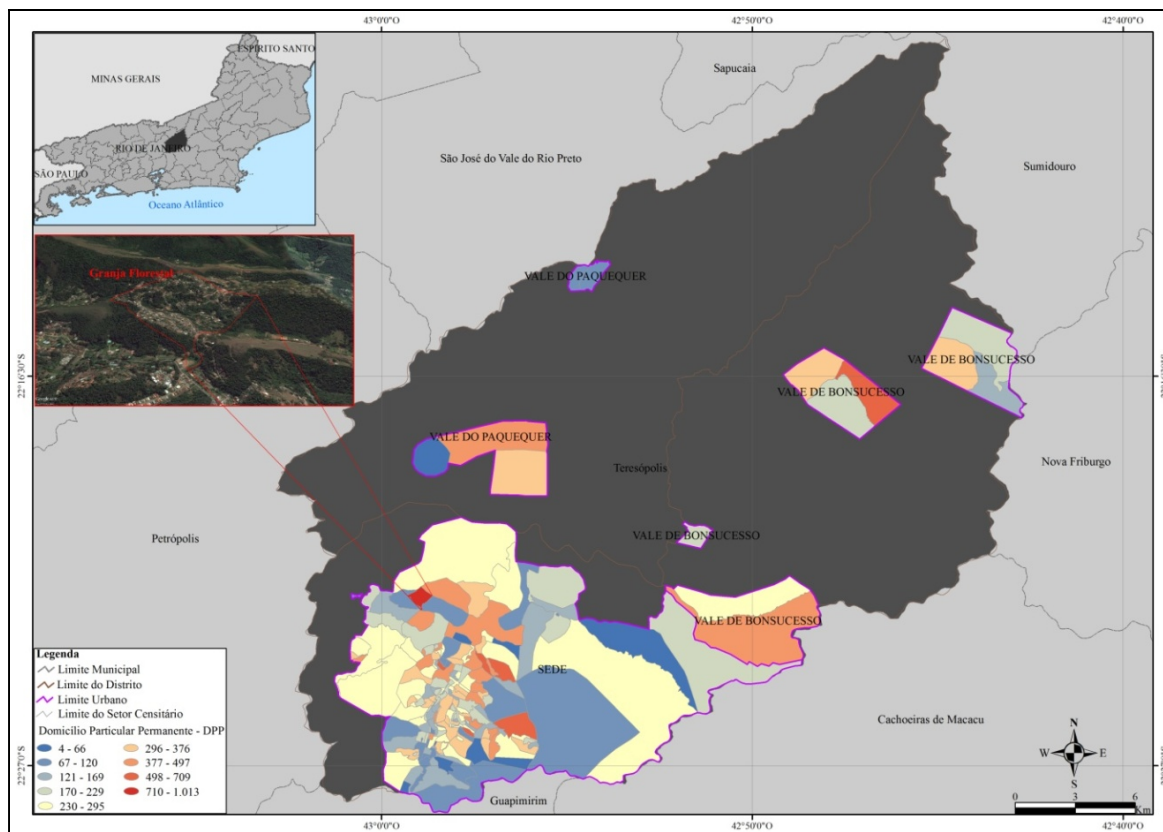 43°0'0"O
42°50'0"O
42°40'0"O
ESPÍRITO SANTO
MINAS GERAIS
RIO DE JANEIRO
SÃO PAULO
Oceano Atlântico
Sapucaia
São José do Vale do Rio Preto
Sumidouro
Granja Florestal
VALE DO PAQUEQUER
VALE DE BONSUCESSO
22°16'30"S
VALE DE BONSUCESSO
VALE DO PAQUEQUER
Teresópolis
Nova Friburgo
Petrópolis
VALE DE BONSUCESSO
VALE DE BONSUCESSO
SEDE
Cachoeiras de Macacu
Guapimirim
Legenda
Limite Municipal
Limite do Distrito
Limite Urbano
Limite do Setor Censitário
Domicílio Particular Permanente - DPP
4 - 66
67 - 120
121 - 169
170 - 229
230 - 295
296 - 376
377 - 497
498 - 709
710 - 1.013
22°27'0"S
N
W
E
S
0 3 6
Km
43°0'0"O
42°50'0"O
42°40'0"O